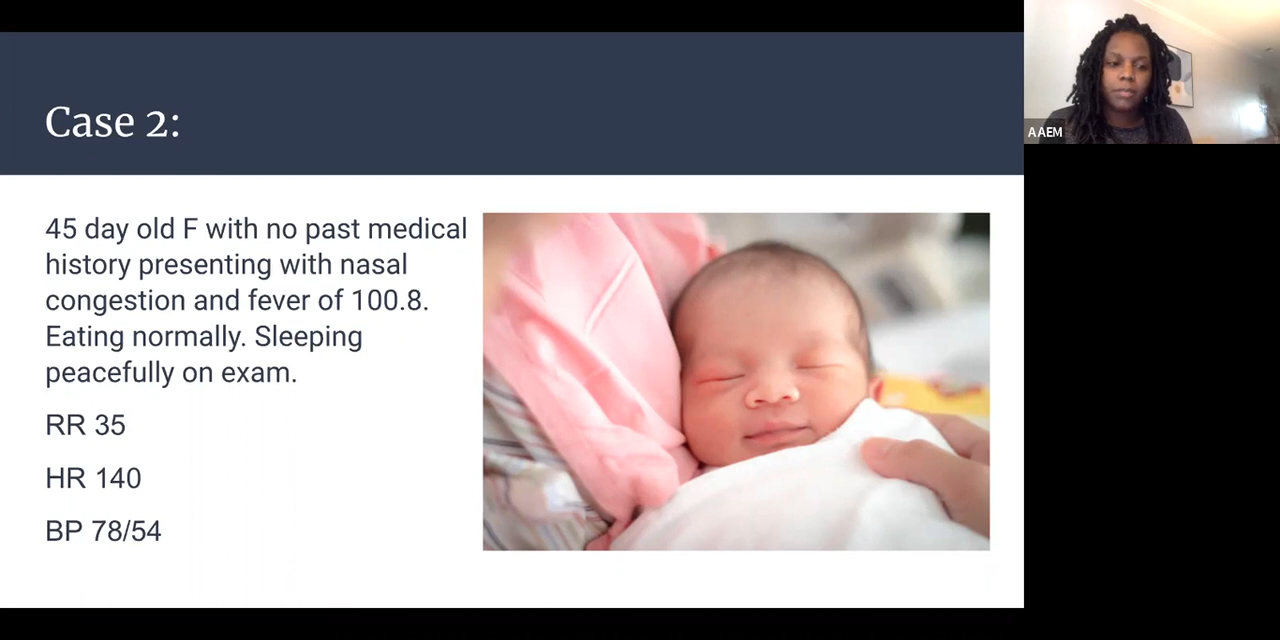 Case 2:
45 day old F with no past medical
history presenting with nasal
congestion and fever of 100.8.
Eating normally. Sleeping
peacefully on exam.
RR 35
HR 140
BP 78/54
AAEM